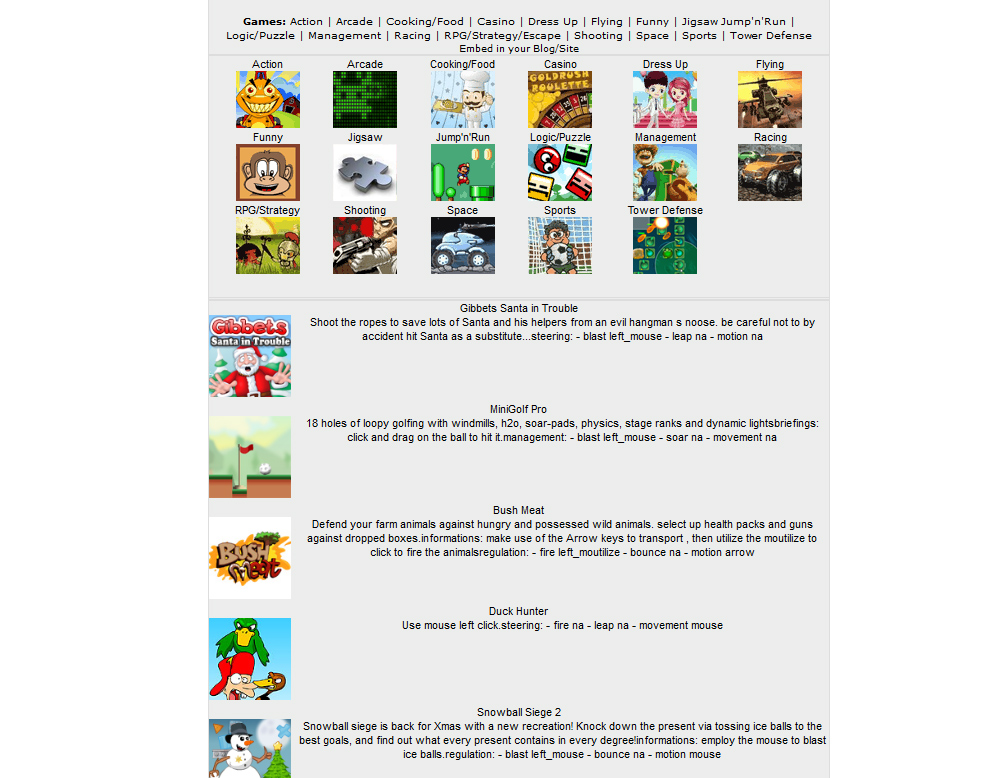 Games: Action | Arcade | Cooking/Food | Casino | Dress Up | Flying | Funny | Jigsaw Jump'n'Run |
Logic/Puzzle | Management | Racing | RPG/Strategy/Escape | Shooting | Space | Sports | Tower Defense
Embed in your Blog/Site
Action Arcade Cooking/Food Casino Dress Up Flying
GOLDRUSH
ROULETTE
Funny Jigsaw Jump'n'Run Logic/Puzzle Management Racing
RPG/Strategy Shooting Space Sports Tower Defense
Gibbets Santa in Trouble
Gibbets
Santa in Trouble
Shoot the ropes to save lots of Santa and his helpers from an evil hangman s noose. be careful not to by
accident hit Santa as a substitute...steering: - blast left_mouse - leap na - motion na
MiniGolf Pro
18 holes of loopy golfing with windmills, h2o, soar-pads, physics, stage ranks and dynamic lightsbriefings:
click and drag on the ball to hit it.management: - blast left_mouse - soar na - movement na
Bush Meat
Bush
Meat
Defend your farm animals against hungry and possessed wild animals. select up health packs and guns
against dropped boxes.informations: make use of the Arrow keys to transport , then utilize the moutilize to
click to fire the animalsregulation: - fire left_moutilize - bounce na - motion arrow
Duck Hunter
Use mouse left click.steering: - fire na - leap na - movement mouse
Snowball Siege 2
Snowball siege is back for Xmas with a new recreation! Knock down the present via tossing ice balls to the
best goals, and find out what every present contains in every degree!informations: employ the mouse to blast
ice balls.regulation: - blast left_mouse - bounce na - motion mouse